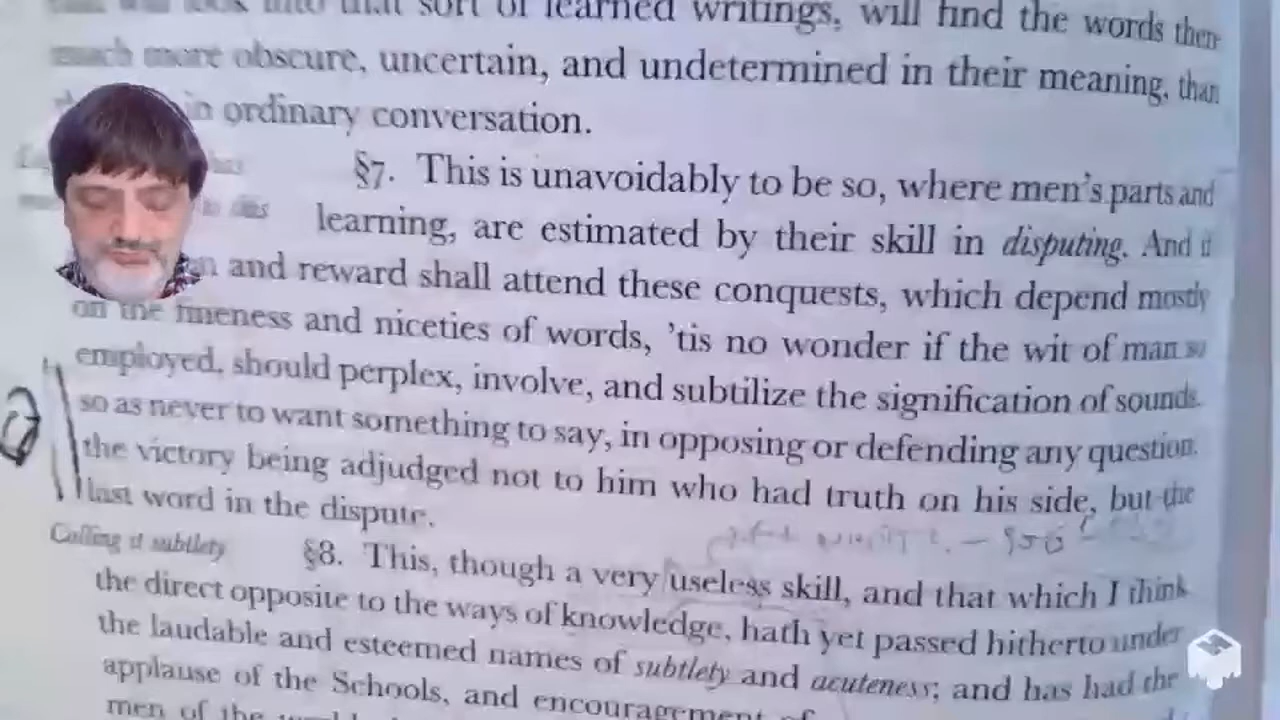 that sort of learned writings, will find the words there
much more obscure, uncertain, and undetermined in their meaning, than
in ordinary conversation.
§7. This is unavoidably to be so, where men's parts and
learning, are estimated by their skill in disputing. And if
and reward shall attend these conquests, which depend mostly
on the fineness and niceties of words, 'tis no wonder if the wit of man so
employed, should perplex, involve, and subtilize the signification of sounds,
so as never to want something to say, in opposing or defending any question;
the victory being adjudged not to him who had truth on his side, but the
last word in the dispute.
Calling it subtlety
§8. This, though a very useless skill, and that which I think
the direct opposite to the ways of knowledge, hath yet passed hitherto under
the laudable and esteemed names of subtlety and acuteness; and has had the
applause of the Schools, and encouragement of
men of the